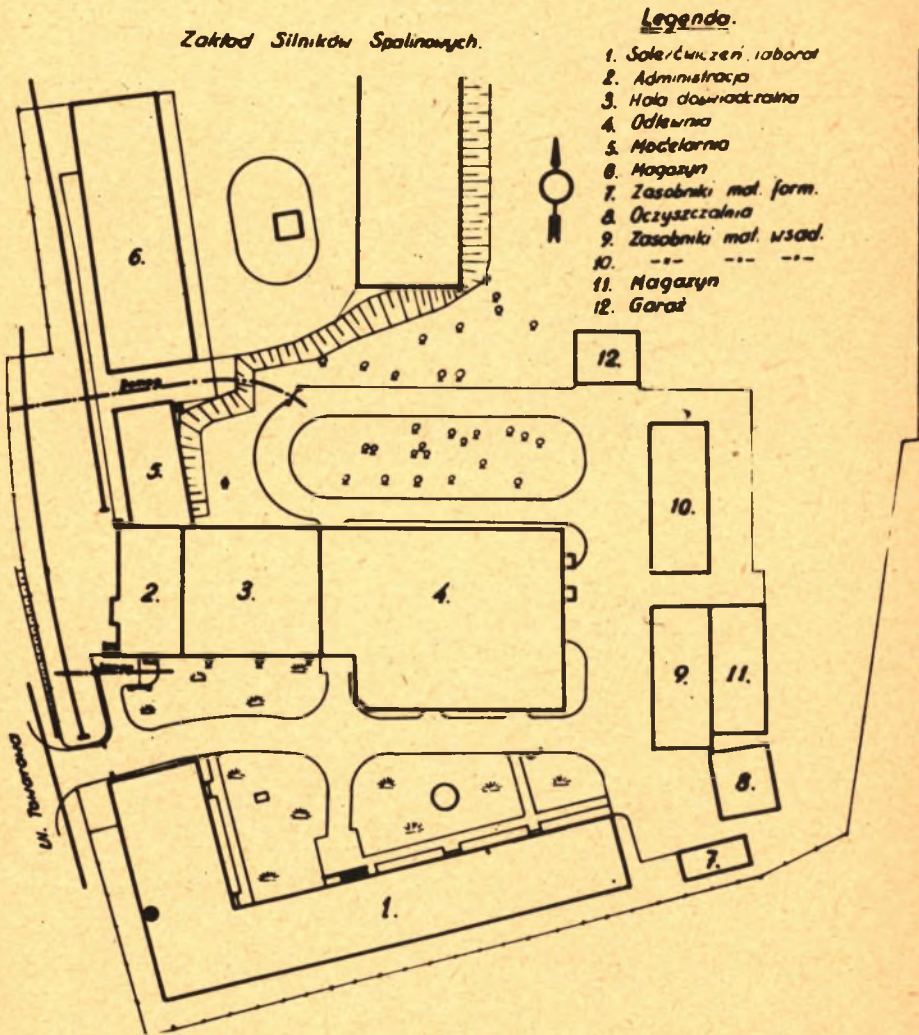 Zakład Silników Spalinowych.
Legenda.
1. Sale ćwiczeń laborat
2. Administracja
3. Hala doświadczalna
4. Odlewnia
5. Modelarnia
6. Magazyn
7. Zasobniki mat. form.
8. Oczyszczalnia
9. Zasobniki mat. wsad.
10. -"- -"- -"-
11. Magazyn
12. Garaż
6.
12.
5.
10.
2.
3.
4.
9.
11.
8.
ul. Towarowa
7.
1.